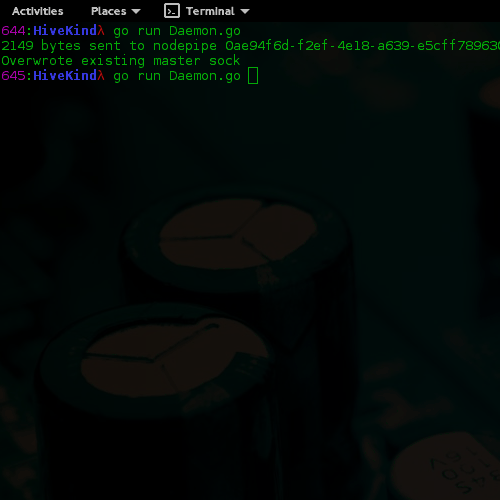 Activities Places Terminal
644:HiveKindλ go run Daemon.go
2149 bytes sent to nodepipe 0ae94f6d-f2ef-4e18-a639-e5cff789630
Overwrote existing master sock
645:HiveKindλ go run Daemon.go